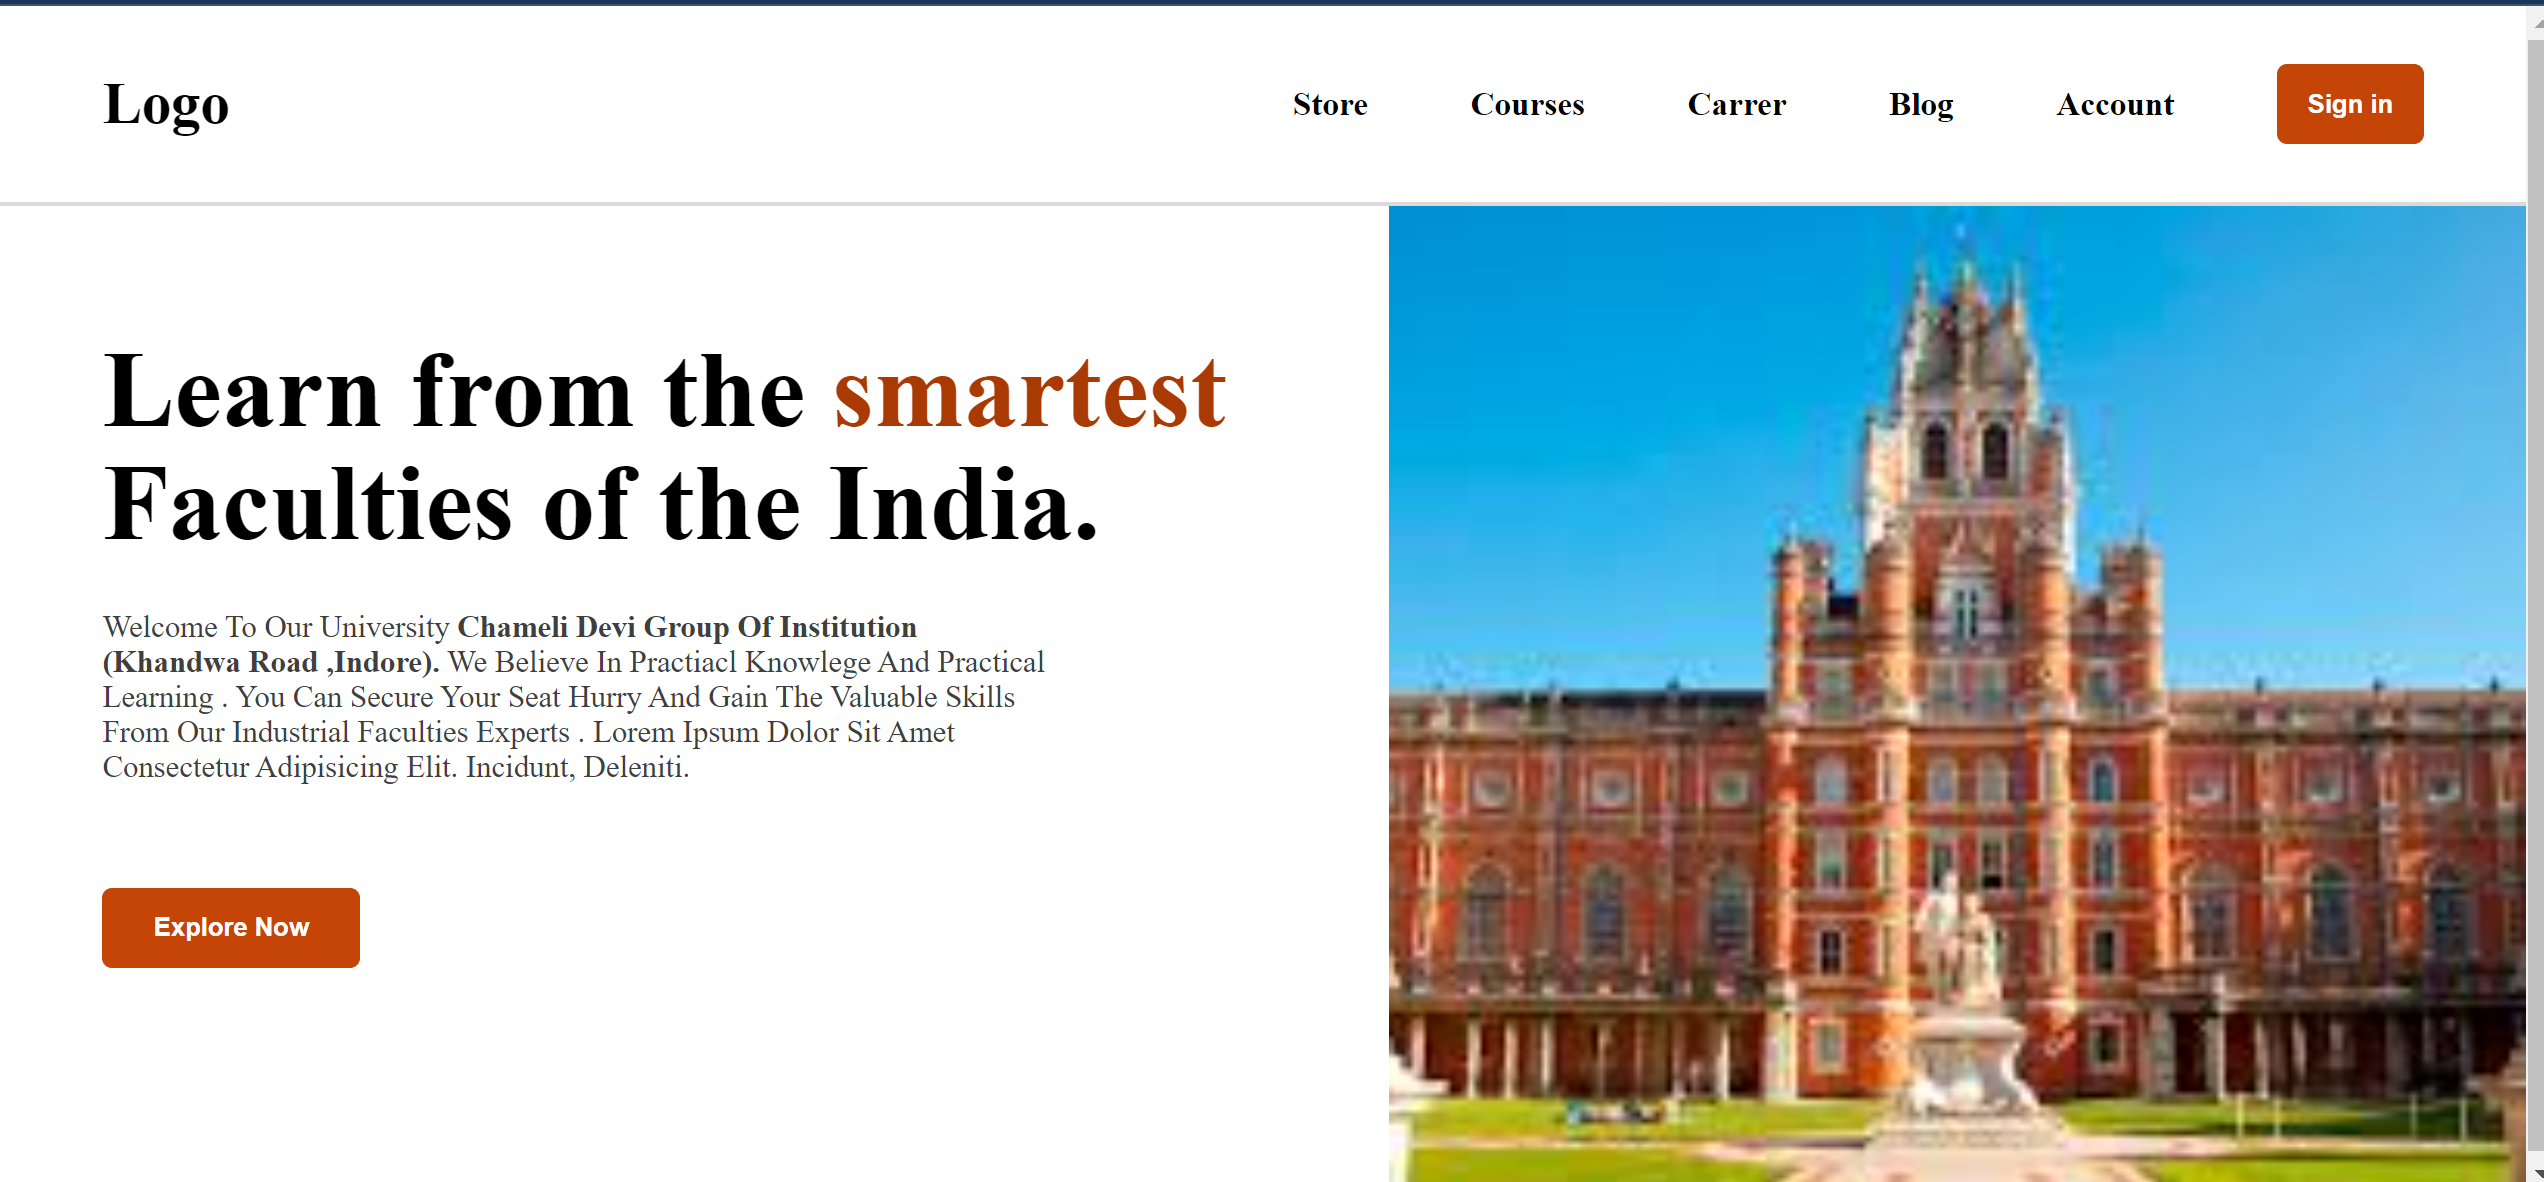 Logo
Store Courses Carrer Blog Account Sign in
Learn from the smartest
Faculties of the India.
Welcome To Our University Chameli Devi Group Of Institution
(Khandwa Road ,Indore). We Believe In Practiacl Knowlege And Practical
Learning . You Can Secure Your Seat Hurry And Gain The Valuable Skills
From Our Industrial Faculties Experts . Lorem Ipsum Dolor Sit Amet
Consectetur Adipisicing Elit. Incidunt, Deleniti.
Explore Now